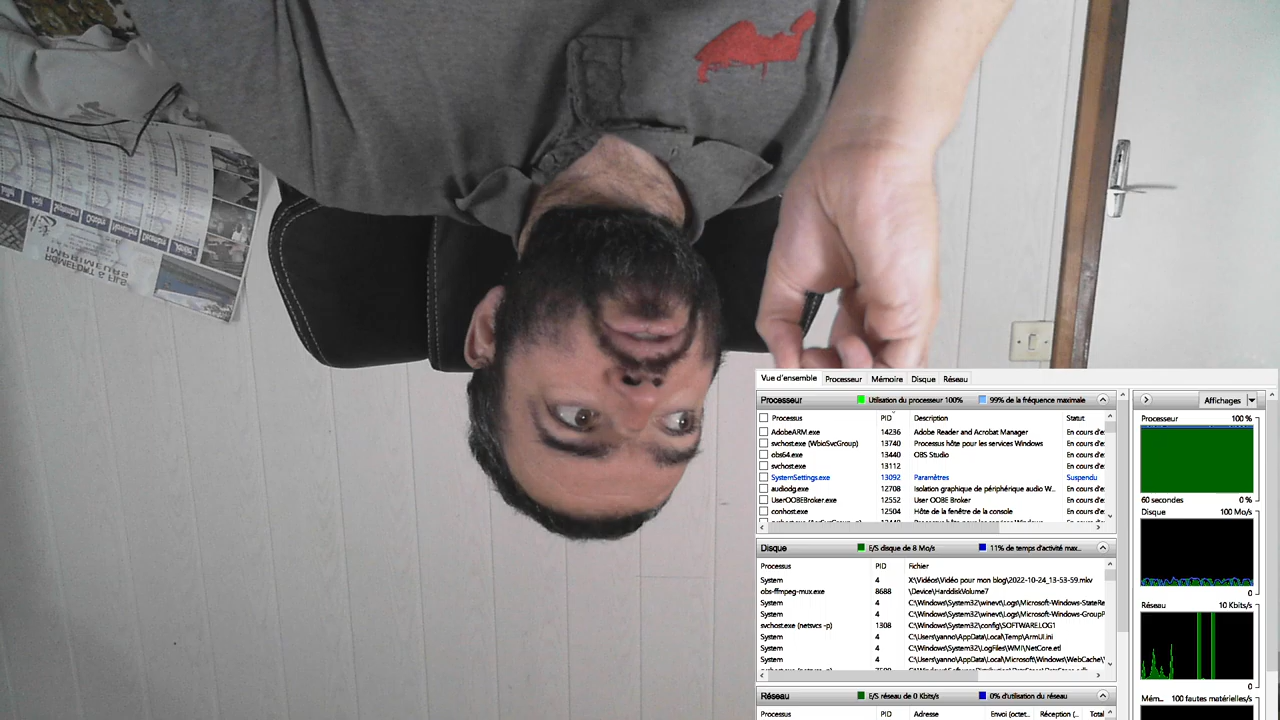 ROMEFORT & FILS
IMPRIMEURS
Vue d'ensemble Processeur Mémoire Disque Réseau
Processeur Utilisation du processeur 100% 99% de la fréquence maximale
Processus PID Description Statut
AdobeARM.exe 14236 Adobe Reader and Acrobat Manager En cours d'e
svchost.exe (WbioSvcGroup) 13740 Processus hôte pour les services Windows En cours d'e
obs64.exe 13440 OBS Studio En cours d'e
svchost.exe 13112 En cours d'e
SystemSettings.exe 13092 Paramètres Suspendu
audiodg.exe 12708 Isolation graphique de périphérique audio W... En cours d'e
UserOOBEBroker.exe 12552 User OOBE Broker En cours d'e
conhost.exe 12504 Hôte de la fenêtre de la console En cours d'e
Disque E/S disque de 8 Mo/s 11% de temps d'activité max...
Processus PID Fichier
System 4 X:\Vidéos\Vidéo pour mon blog\2022-10-24_13-53-59.mkv
obs-ffmpeg-mux.exe 8688 \Device\HarddiskVolume7
System 4 C:\Windows\System32\winevt\Logs\Microsoft-Windows-StateRe
System 4 C:\Windows\System32\winevt\Logs\Microsoft-Windows-GroupP
svchost.exe (netsvcs -p) 1308 C:\Windows\System32\config\SOFTWARE.LOG1
System 4 C:\Users\yanno\AppData\Local\Temp\ArmUI.ini
System 4 C:\Windows\System32\LogFiles\WMI\NetCore.etl
System 4 C:\Users\yanno\AppData\Local\Microsoft\Windows\WebCache\V
Réseau E/S réseau de 0 Kbits/s 0% d'utilisation du réseau
Processus PID Adresse Envoi (octet... Réception (... Total
Affichages
Processeur 100 %
60 secondes 0 %
Disque 100 Mo/s
0
Réseau 10 Kbits/s
0
Mém... 100 fautes matérielles/s